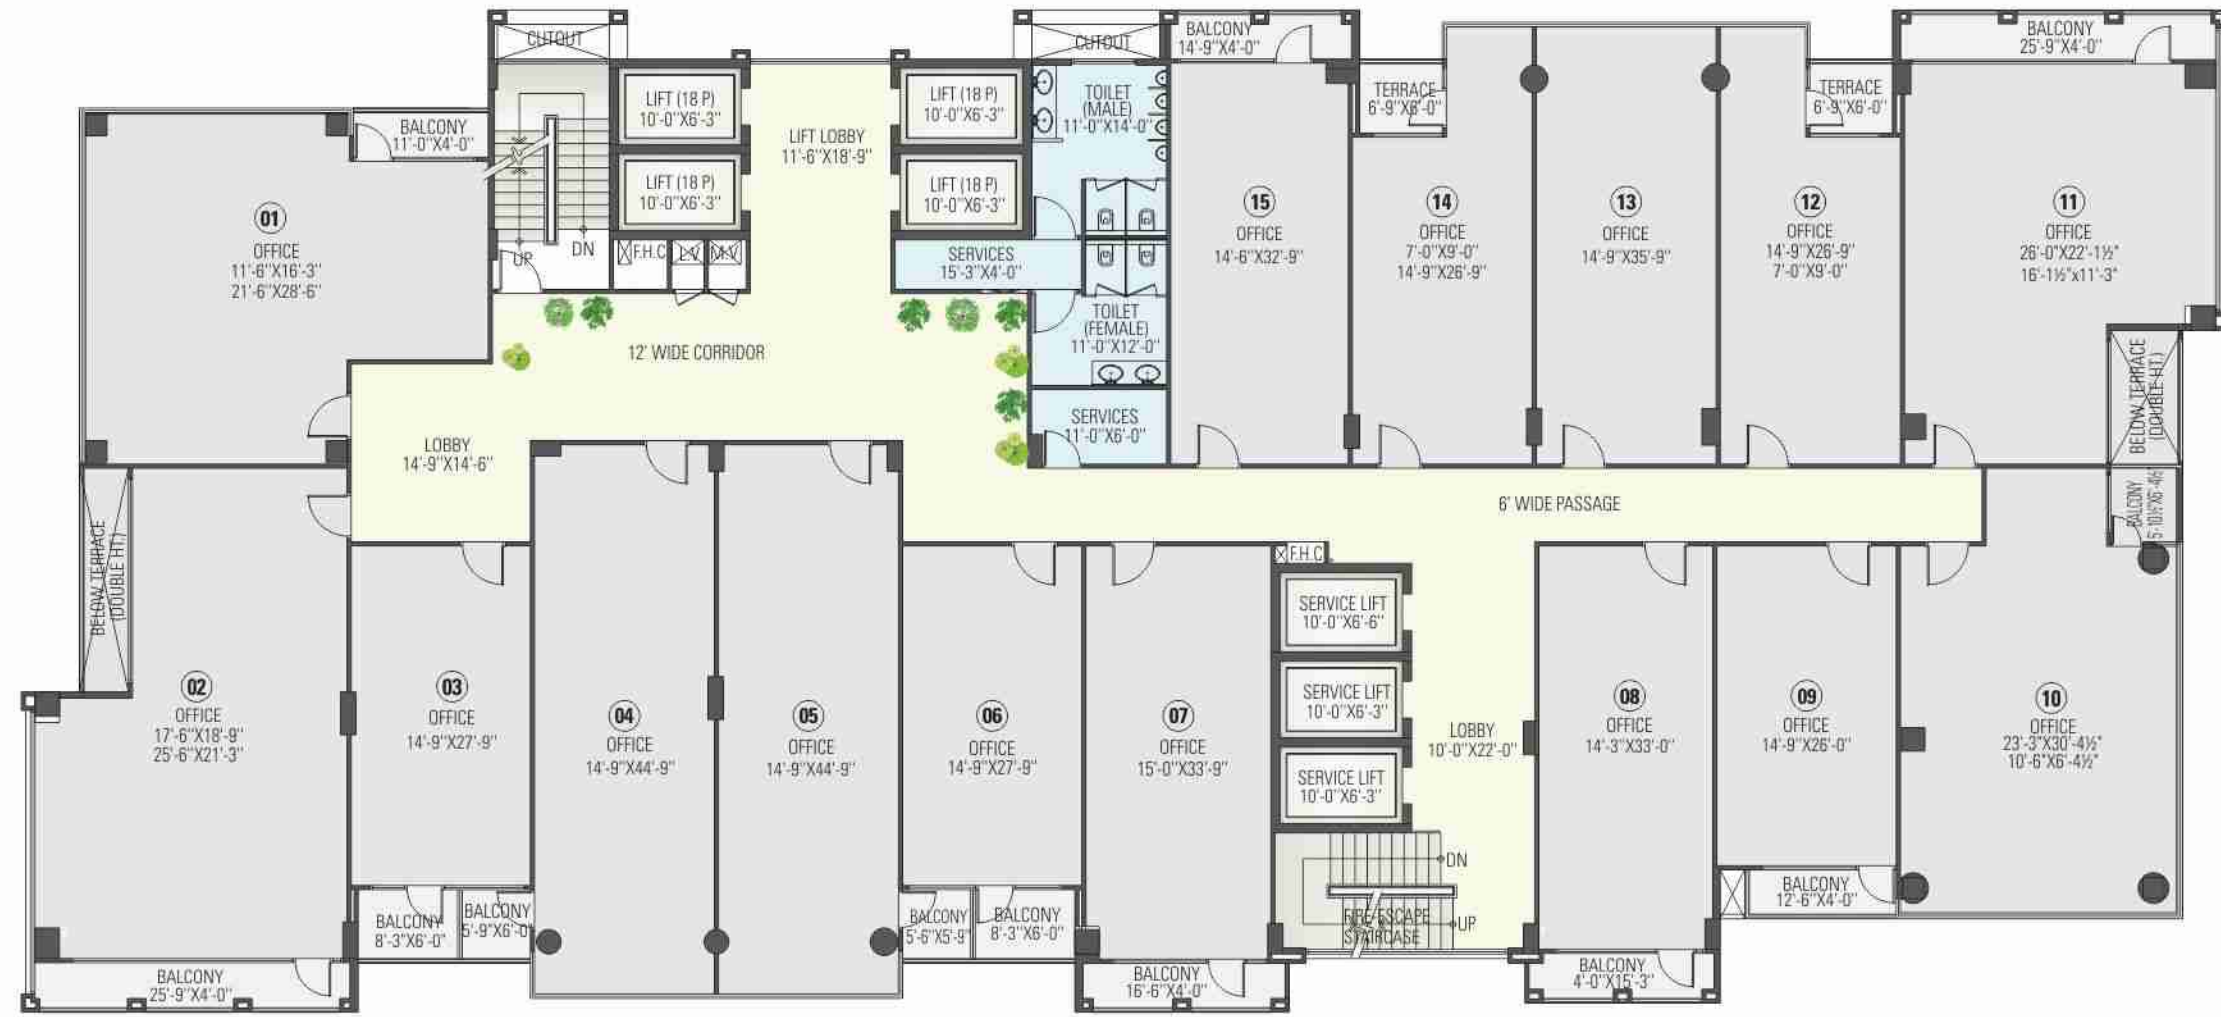 CUTOUT
CUTOUT
BALCONY
14'-9"X4'-0"
BALCONY
25'-9"X4'-0"
BALCONY
11'-0"X4'-0"
LIFT (18 P)
10'-0"X6'-3"
LIFT (18 P)
10'-0"X6'-3"
LIFT LOBBY
11'-6"X18'-9"
LIFT (18 P)
10'-0"X6'-3"
LIFT (18 P)
10'-0"X6'-3"
TOILET
(MALE)
11'-0"X14'-0"
TERRACE
6'-9"X6'-0"
TERRACE
6'-9"X6'-0"
01
OFFICE
11'-6"X16'-3"
21'-6"X28'-6"
UP
DN
F.H.C
L.V
M.V
SERVICES
15'-3"X4'-0"
TOILET
(FEMALE)
11'-0"X12'-0"
SERVICES
11'-0"X6'-0"
15
OFFICE
14'-6"X32'-9"
14
OFFICE
7'-0"X9'-0"
14'-9"X26'-9"
13
OFFICE
14'-9"X35'-9"
12
OFFICE
14'-9"X26'-9"
7'-0"X9'-0"
11
OFFICE
26'-0"X22'-1½"
16'-1½"x11'-3"
BELOW TERRACE
(DOUBLE HT.)
12' WIDE CORRIDOR
LOBBY
14'-9"X14'-6"
6' WIDE PASSAGE
BALCONY
5'-10½"X6'-4½"
BELOW TERRACE
(DOUBLE HT.)
02
OFFICE
17'-6"X18'-9"
25'-6"X21'-3"
03
OFFICE
14'-9"X27'-9"
04
OFFICE
14'-9"X44'-9"
05
OFFICE
14'-9"X44'-9"
06
OFFICE
14'-9"X27'-9"
07
OFFICE
15'-0"X33'-9"
F.H.C
SERVICE LIFT
10'-0"X6'-6"
SERVICE LIFT
10'-0"X6'-3"
SERVICE LIFT
10'-0"X6'-3"
LOBBY
10'-0"X22'-0"
08
OFFICE
14'-3"X33'-0"
09
OFFICE
14'-9"X26'-0"
10
OFFICE
23'-3"X30'-4½"
10'-6"X6'-4½"
DN
UP
FIRE-ESCAPE
STAIRCASE
BALCONY
8'-3"X6'-0"
BALCONY
5'-9"X6'-0"
BALCONY
5'-6"X5'-9"
BALCONY
8'-3"X6'-0"
BALCONY
12'-6"X4'-0"
BALCONY
25'-9"X4'-0"
BALCONY
16'-6"X4'-0"
BALCONY
4'-0"X15'-3"